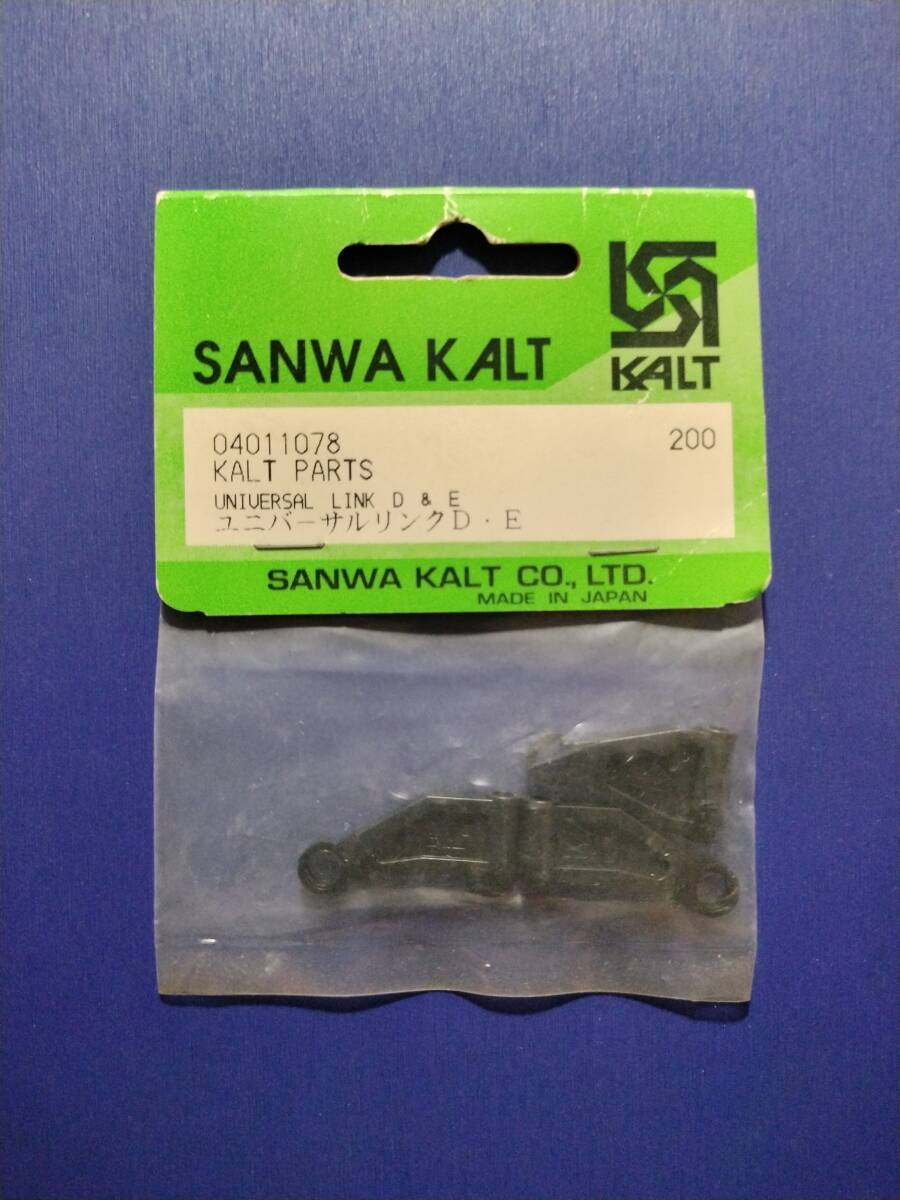 SANWA KALT
KALT
04011078 200
KALT PARTS
UNIVERSAL LINK D & E
ユニバーサルリンクD・E
SANWA KALT CO., LTD.
MADE IN JAPAN